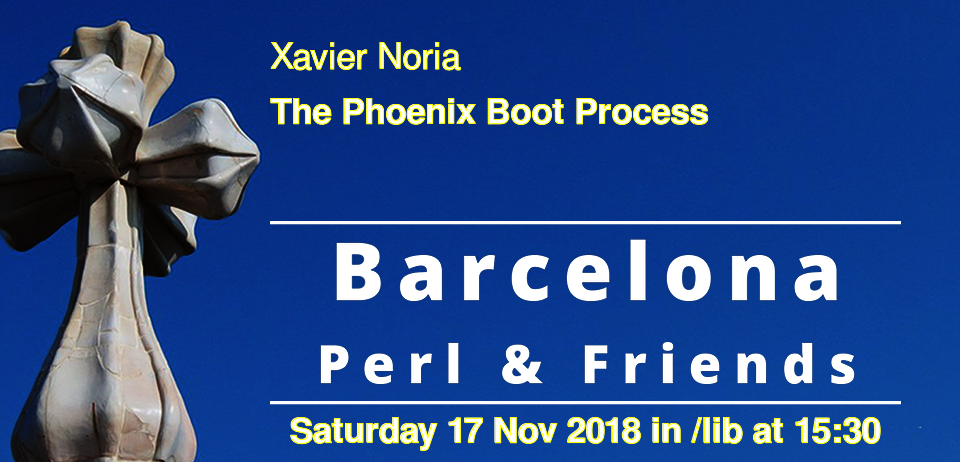 Xavier Noria
The Phoenix Boot Process
Barcelona
Perl & Friends
Saturday 17 Nov 2018 in /lib at 15:30